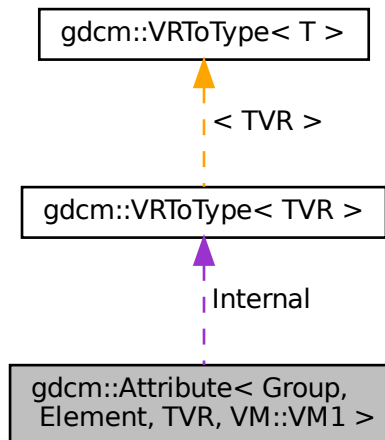 gdcm::VRToType< T >
< TVR >
gdcm::VRToType< TVR >
Internal
gdcm::Attribute< Group,
Element, TVR, VM::VM1 >